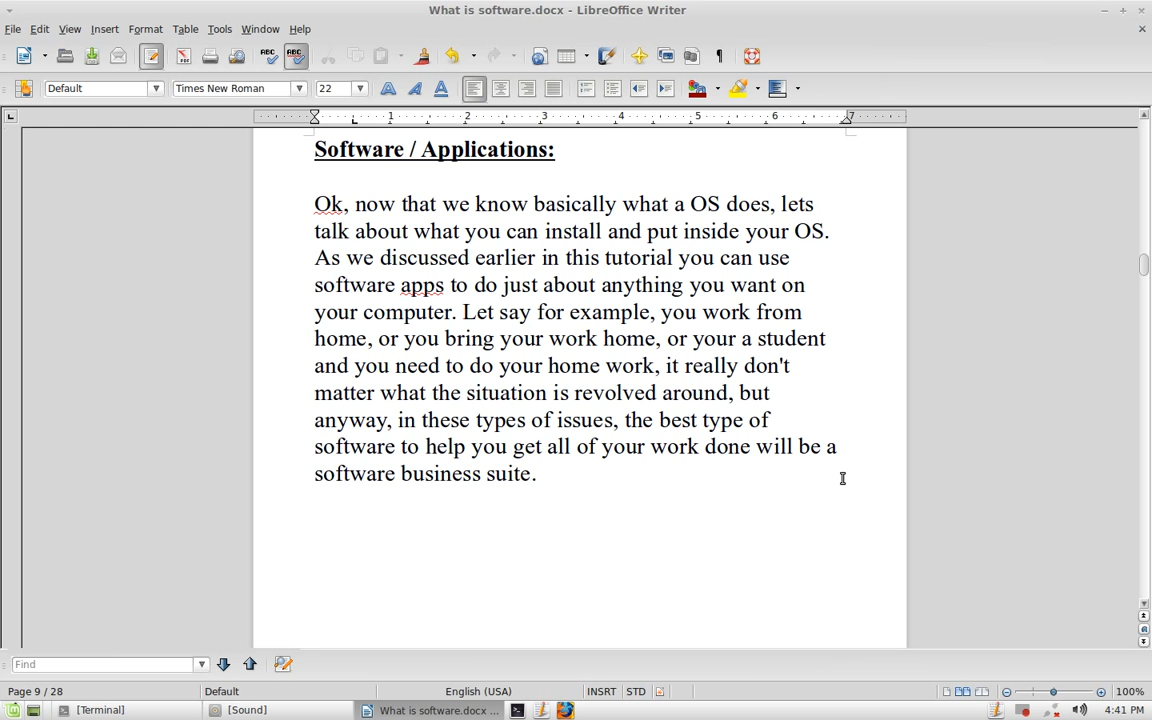 What is software.docx - LibreOffice Writer
File Edit View Insert Format Table Tools Window Help
Default Times New Roman 22
1 2 3 4 5 6 7
Software / Applications:
Ok, now that we know basically what a OS does, lets
talk about what you can install and put inside your OS.
As we discussed earlier in this tutorial you can use
software apps to do just about anything you want on
your computer. Let say for example, you work from
home, or you bring your work home, or your a student
and you need to do your home work, it really don't
matter what the situation is revolved around, but
anyway, in these types of issues, the best type of
software to help you get all of your work done will be a
software business suite.
Find
Page 9 / 28 Default English (USA) INSRT STD 100%
[Terminal] [Sound] What is software.docx ... 4:41 PM